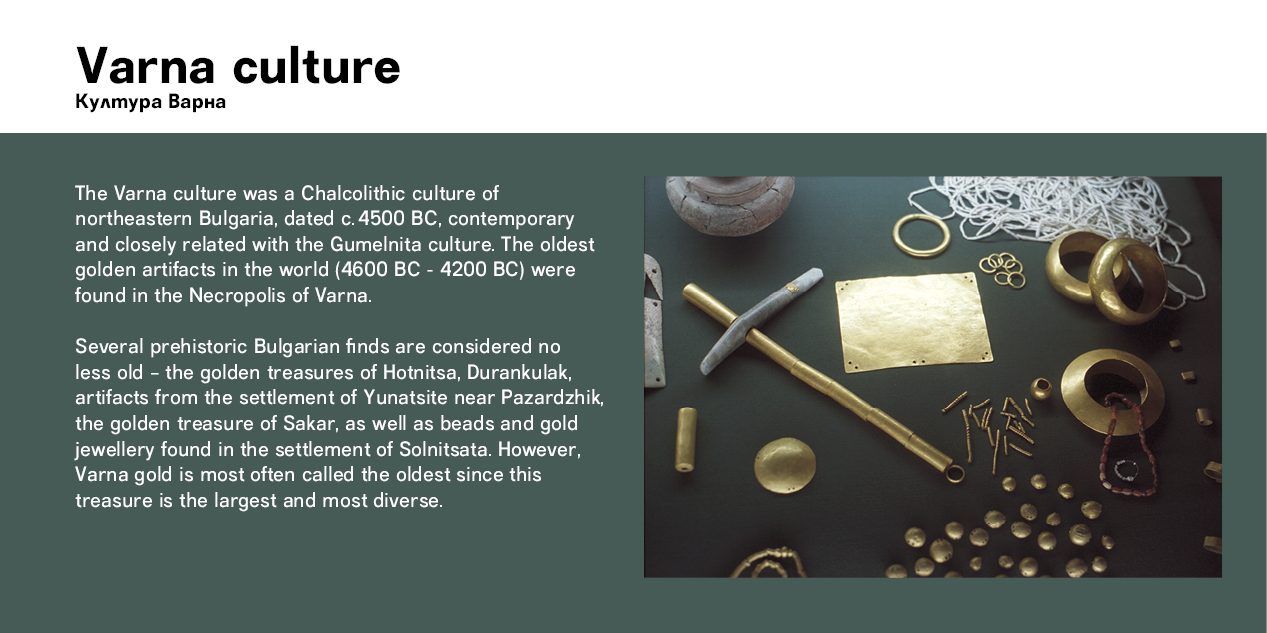 Varna culture
Култура Варна
The Varna culture was a Chalcolithic culture of
northeastern Bulgaria, dated c. 4500 BC, contemporary
and closely related with the Gumelnita culture. The oldest
golden artifacts in the world (4600 BC - 4200 BC) were
found in the Necropolis of Varna.
Several prehistoric Bulgarian finds are considered no
less old – the golden treasures of Hotnitsa, Durankulak,
artifacts from the settlement of Yunatsite near Pazardzhik,
the golden treasure of Sakar, as well as beads and gold
jewellery found in the settlement of Solnitsata. However,
Varna gold is most often called the oldest since this
treasure is the largest and most diverse.